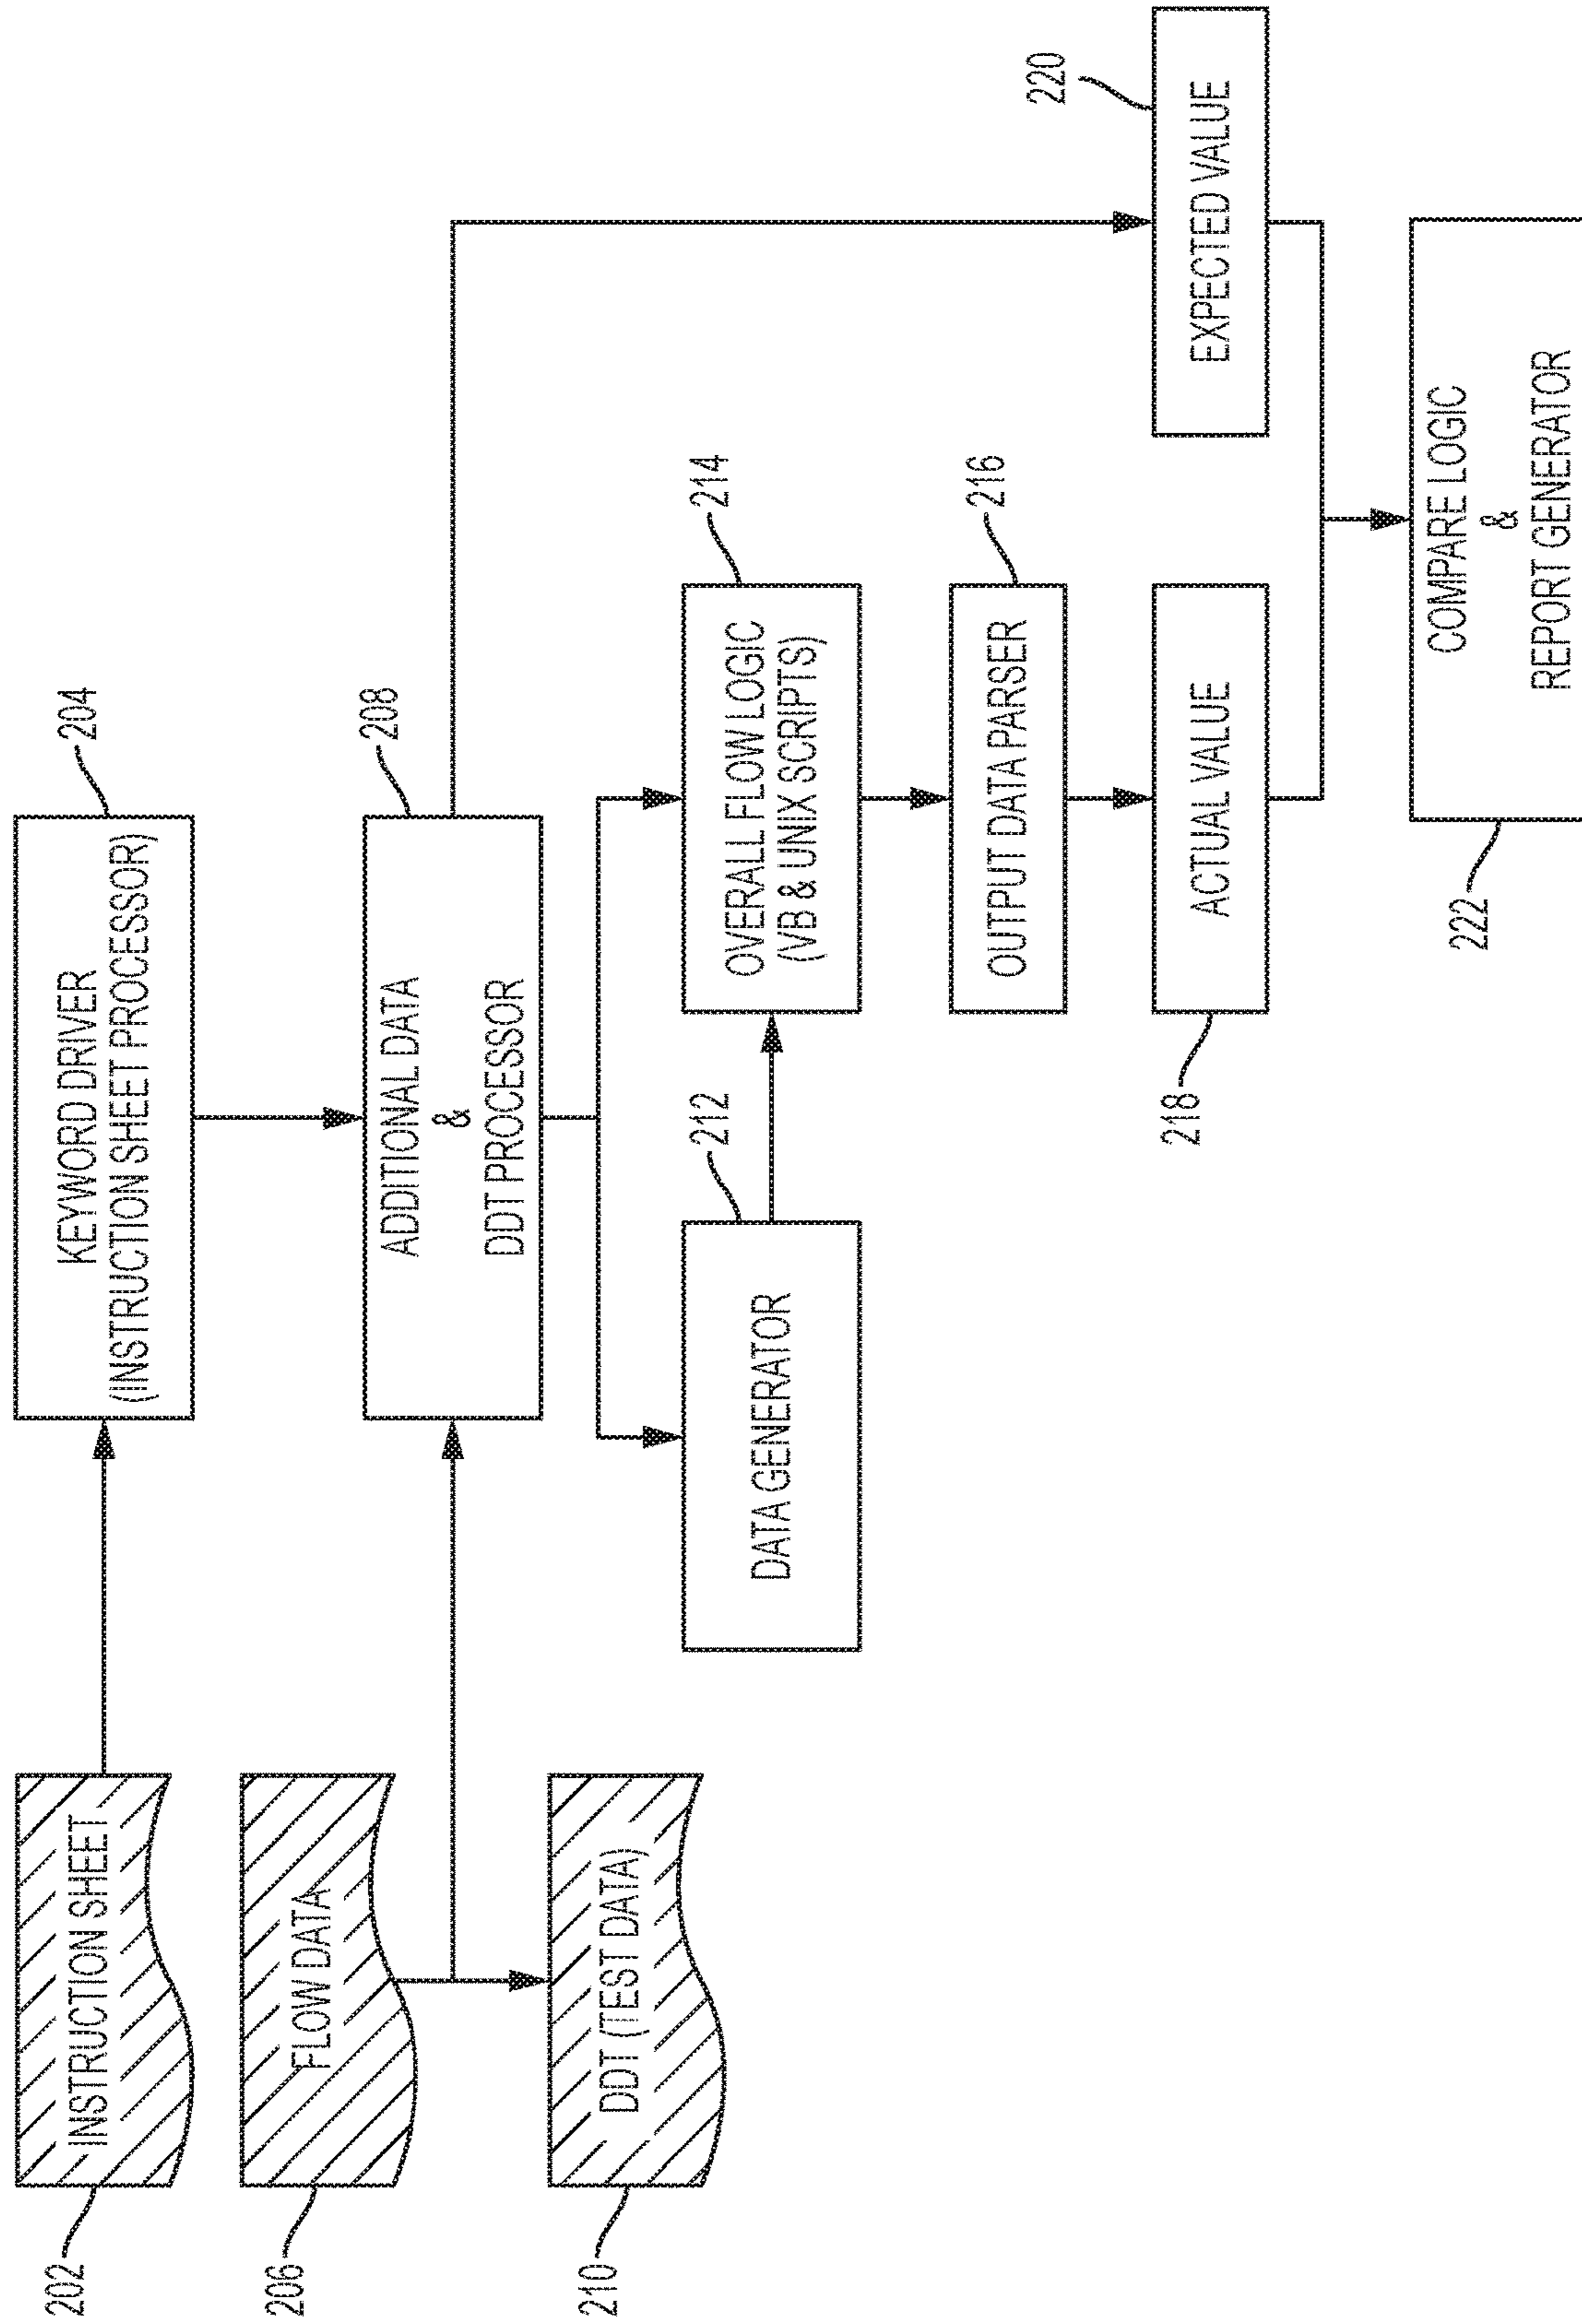 202
INSTRUCTION SHEET
KEYWORD DRIVER
(INSTRUCTION SHEET PROCESSOR)
204
206
FLOW DATA
ADDITIONAL DATA
&
DDT PROCESSOR
208
210
DDT (TEST DATA)
DATA GENERATOR
212
OVERALL FLOW LOGIC
(VB & UNIX SCRIPTS)
214
OUTPUT DATA PARSER
216
218
ACTUAL VALUE
EXPECTED VALUE
220
222
COMPARE LOGIC
&
REPORT GENERATOR